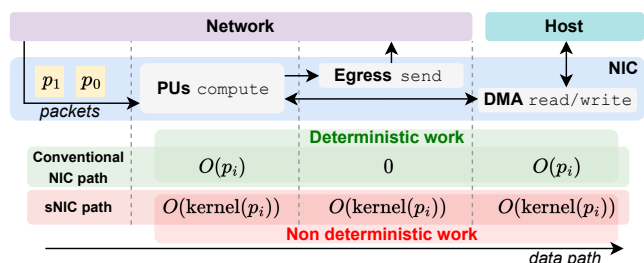 Network
Host
NIC
p₁ p₀
packets
PUs compute
Egress send
DMA read/write
Deterministic work
Conventional
NIC path
O(pᵢ) 0 O(pᵢ)
sNIC path
O(kernel(pᵢ)) O(kernel(pᵢ)) O(kernel(pᵢ))
Non deterministic work
data path